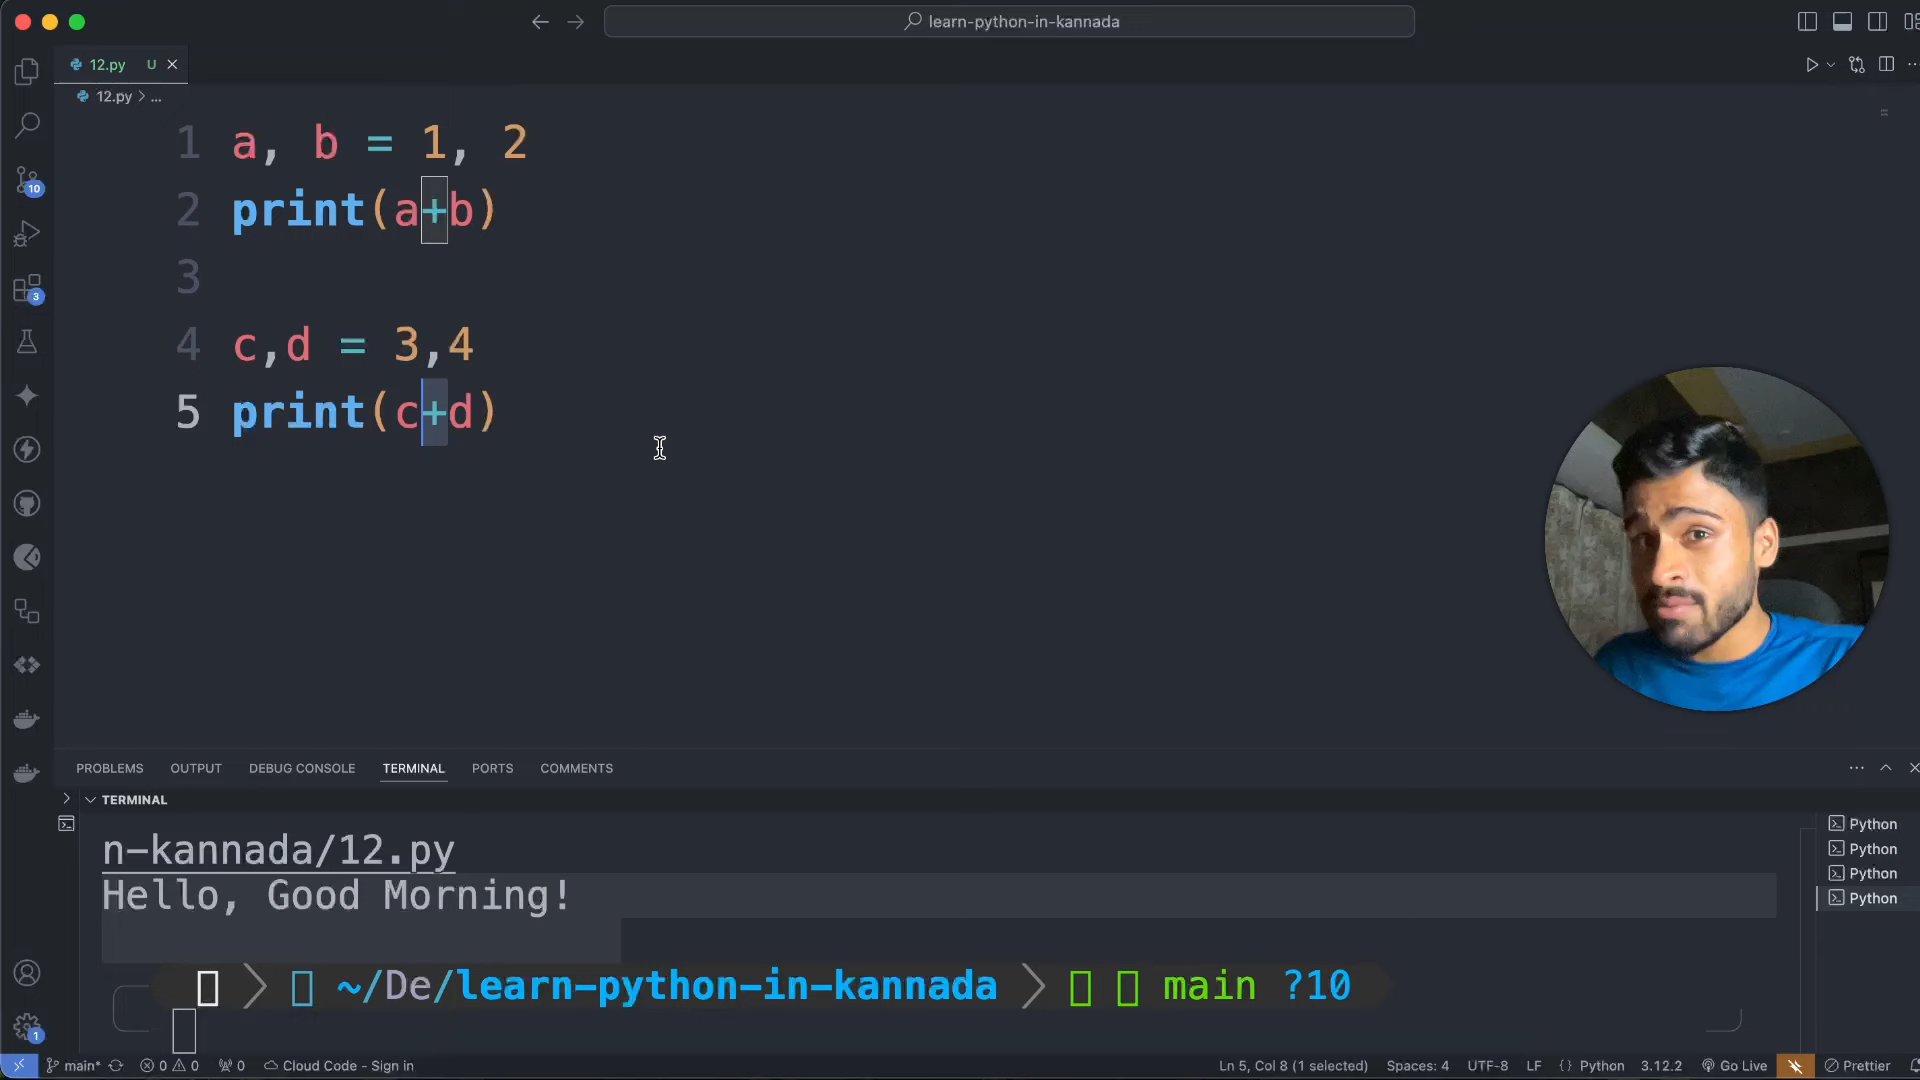 learn-python-in-kannada
12.py U
12.py > ...
1 a, b = 1, 2
2 print(a+b)
3
4 c,d = 3,4
5 print(c+d)
10
3
PROBLEMS OUTPUT DEBUG CONSOLE TERMINAL PORTS COMMENTS
TERMINAL
n-kannada/12.py
Hello, Good Morning!
~/De/learn-python-in-kannada main ?10
Python
Python
Python
Python
1
main* 0 0 0 Cloud Code - Sign in Ln 5, Col 8 (1 selected) Spaces: 4 UTF-8 LF {} Python 3.12.2 Go Live Prettier